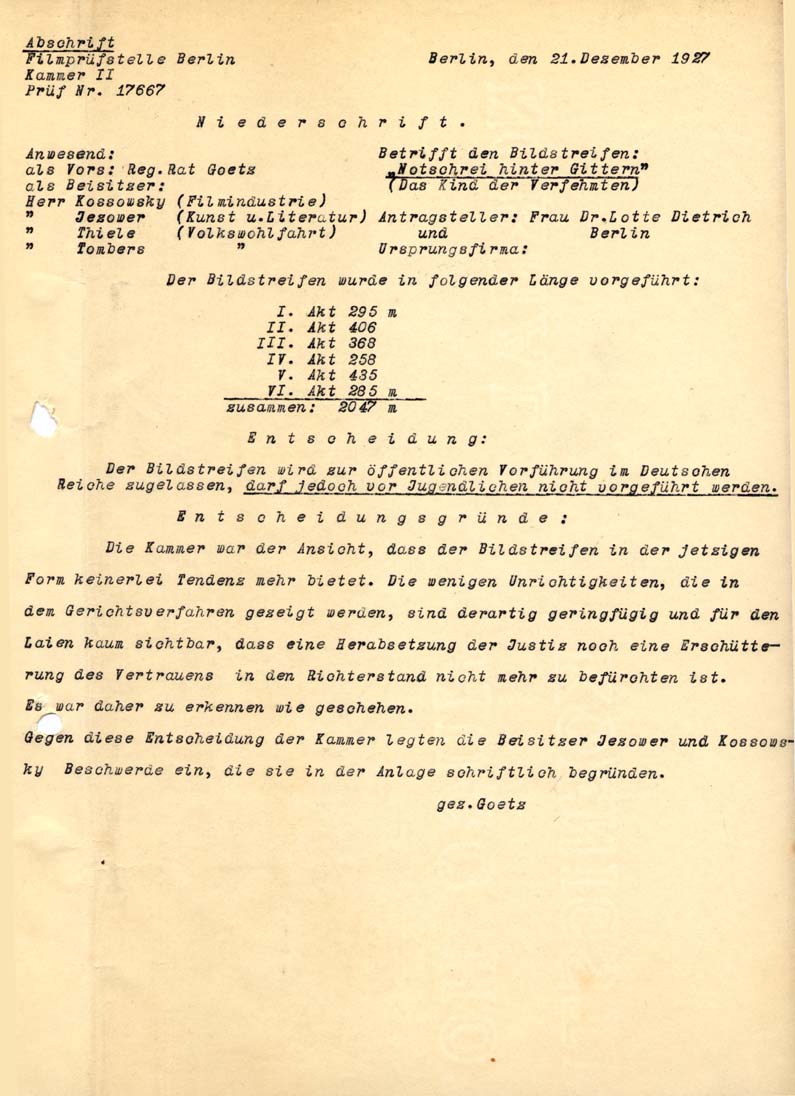 Abschrift
Filmprüfstelle Berlin Berlin, den 21.Dezember 1927
Kammer II
Prüf Nr. 17667
N i e d e r s c h r i f t .
Anwesend: Betrifft den Bildstreifen:
als Vors: Reg.Rat Goetz „Notschrei hinter Gittern"
als Beisitzer: (Das Kind der Verfehmten)
Herr Kossowsky (Filmindustrie)
" Jezower (Kunst u.Literatur) Antragsteller: Frau Dr.Lotte Dietrich
" Thiele (Volkswohlfahrt) und Berlin
" Tombers " Ursprungsfirma:
Der Bildstreifen wurde in folgender Länge vorgeführt:
I. Akt 295 m
II. Akt 406
III. Akt 368
IV. Akt 258
V. Akt 435
VI. Akt 285 m
zusammen: 2047 m
E n t s c h e i d u n g:
Der Bildstreifen wird zur öffentlichen Vorführung im Deutschen
Reiche zugelassen, darf jedoch vor Jugendlichen nicht vorgeführt werden.
E n t s c h e i d u n g s g r ü n d e :
Die Kammer war der Ansicht, dass der Bildstreifen in der jetzigen
Form keinerlei Tendenz mehr bietet. Die wenigen Unrichtigkeiten, die in
dem Gerichtsverfahren gezeigt werden, sind derartig geringfügig und für den
Laien kaum sichtbar, dass eine Herabsetzung der Justiz noch eine Erschütte-
rung des Vertrauens in den Richterstand nicht mehr zu befürchten ist.
Es war daher zu erkennen wie geschehen.
Gegen diese Entscheidung der Kammer legten die Beisitzer Jezower und Kossows-
ky Beschwerde ein, die sie in der Anlage schriftlich begründen.
gez.Goetz